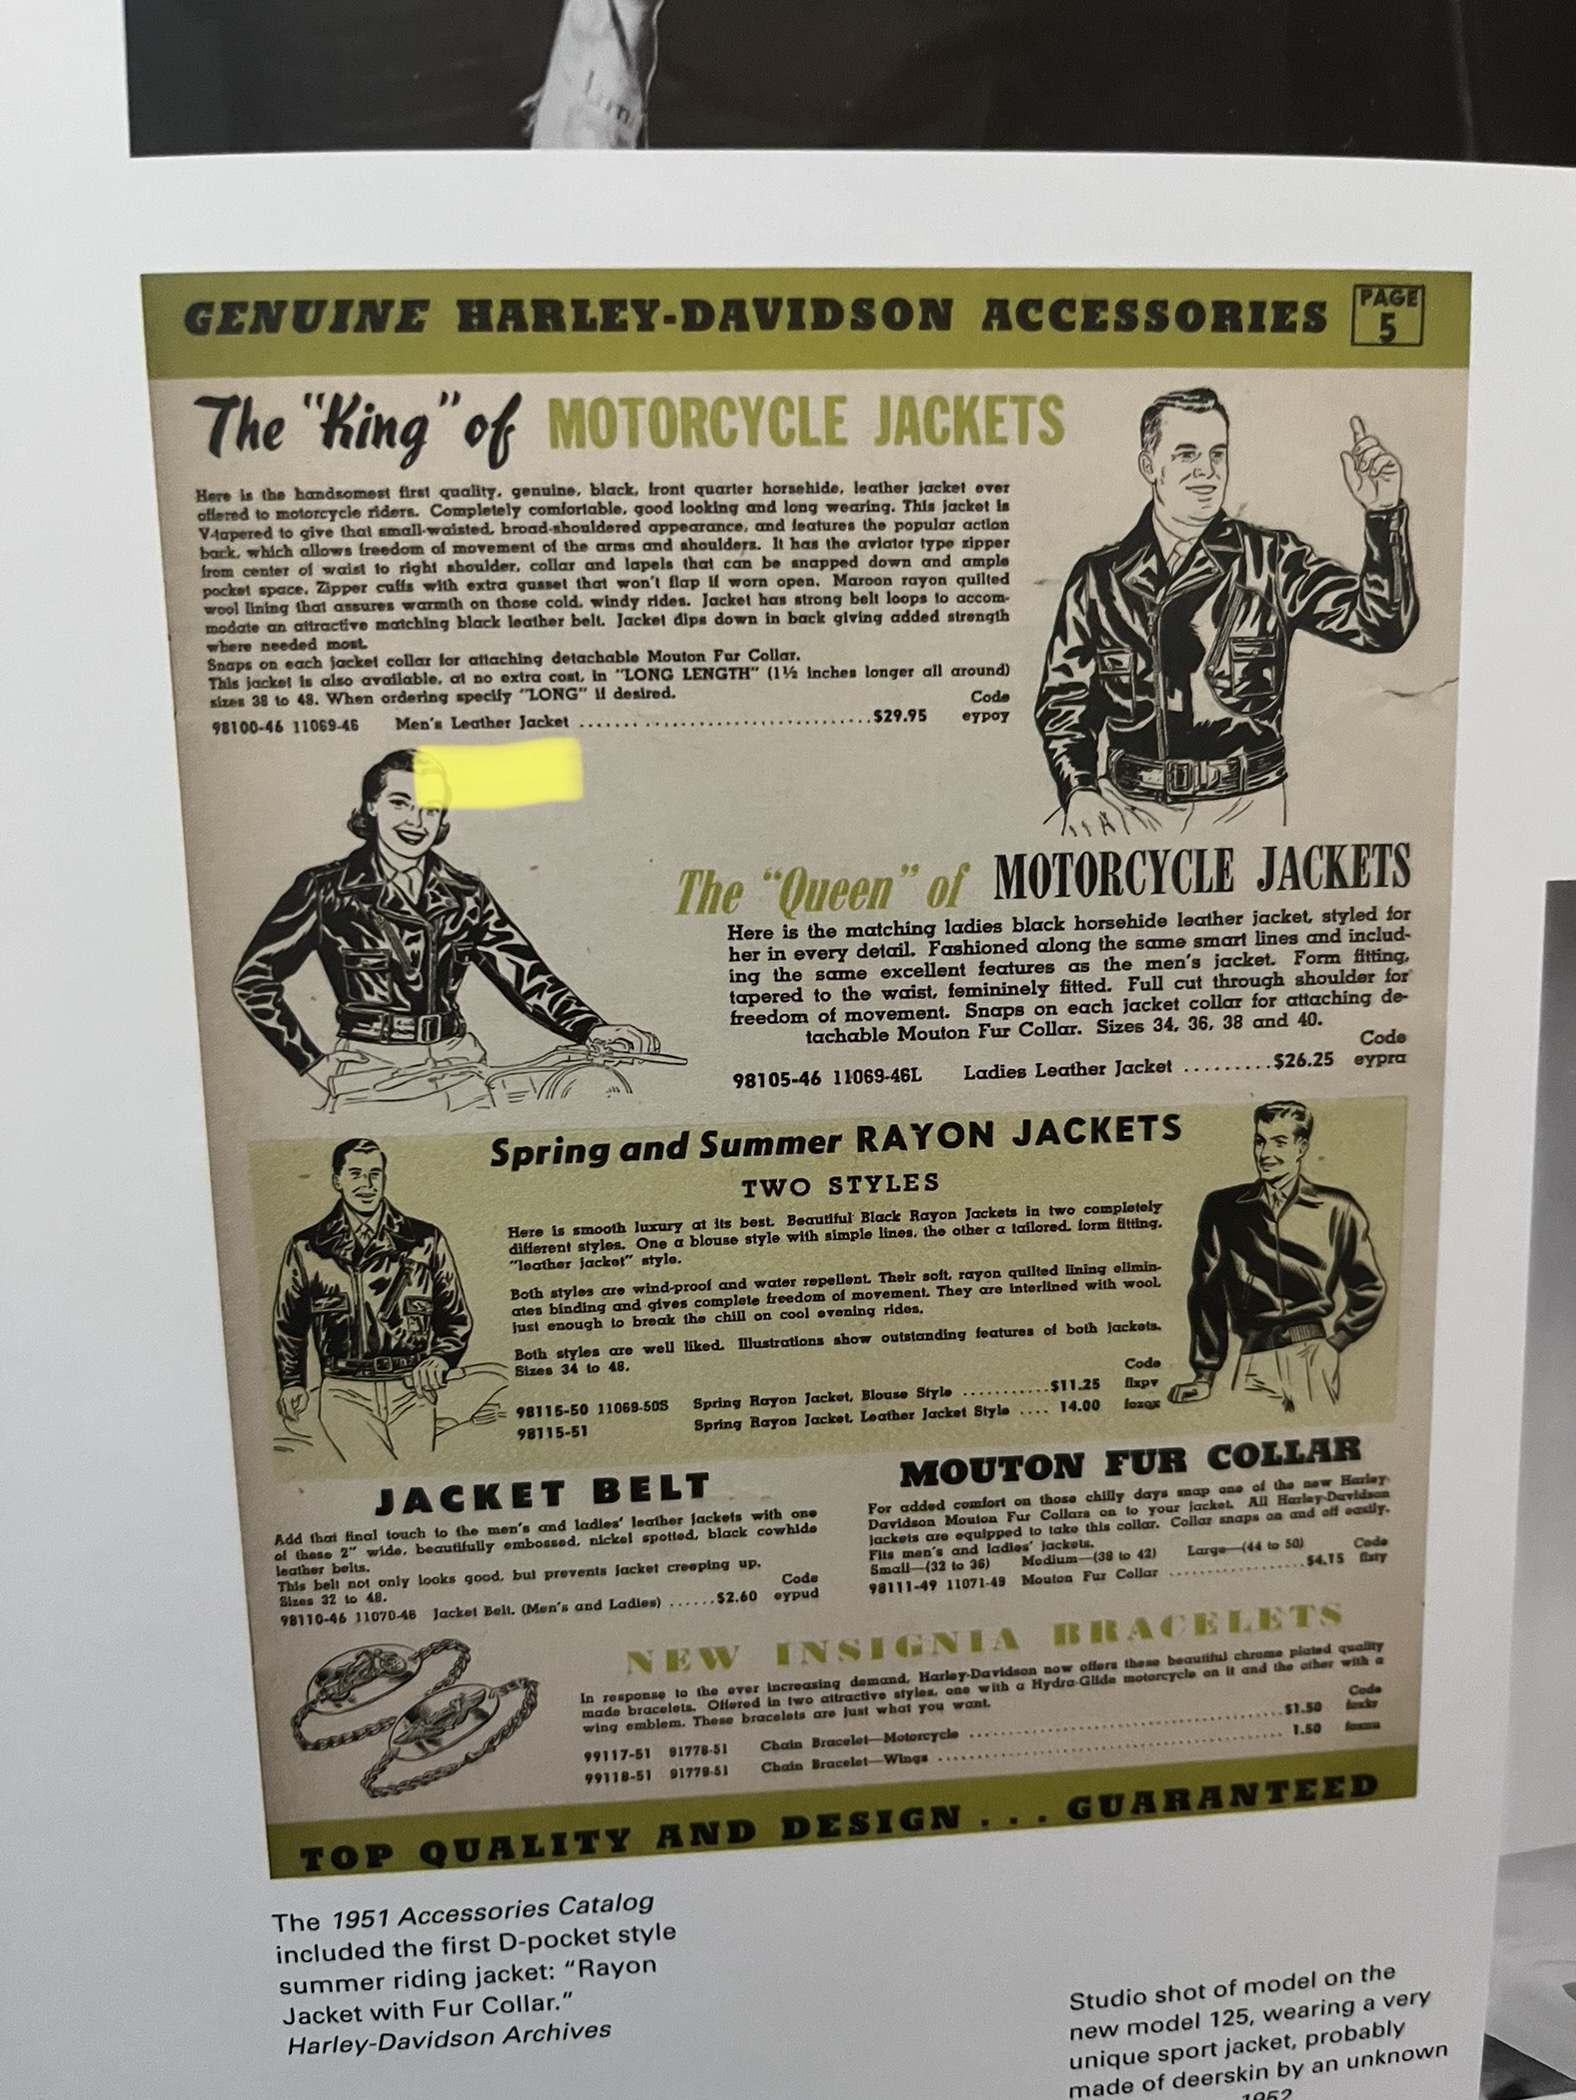 GENUINE HARLEY-DAVIDSON ACCESSORIES
PAGE
5
The "King" of MOTORCYCLE JACKETS
Here is the handsomest first quality, genuine, black, front quarter horsehide, leather jacket ever
offered to motorcycle riders. Completely comfortable, good looking and long wearing. This jacket is
V-tapered to give that small-waisted, broad-shouldered appearance, and features the popular action
back, which allows freedom of movement of the arms and shoulders. It has the aviator type zipper
from center of waist to right shoulder, collar and lapels that can be snapped down and ample
pocket space. Zipper cuffs with extra gusset that won't flap if worn open. Maroon rayon quilted
wool lining that assures warmth on those cold, windy rides. Jacket has strong belt loops to accom-
modate an attractive matching black leather belt. Jacket dips down in back giving added strength
where needed most.
Snaps on each jacket collar for attaching detachable Mouton Fur Collar.
This jacket is also available, at no extra cost, in "LONG LENGTH" (1½ inches longer all around)
sizes 38 to 48. When ordering specify "LONG" if desired.
Code
98100-46 11069-46 Men's Leather Jacket ................................ $29.95 eypoy
The "Queen" of MOTORCYCLE JACKETS
Here is the matching ladies black horsehide leather jacket, styled for
her in every detail. Fashioned along the same smart lines and includ-
ing the same excellent features as the men's jacket. Form fitting,
tapered to the waist, femininely fitted. Full cut through shoulder for
freedom of movement. Snaps on each jacket collar for attaching de-
tachable Mouton Fur Collar. Sizes 34, 36, 38 and 40.
Code
98105-46 11069-46L Ladies Leather Jacket .........$26.25 eypra
Spring and Summer RAYON JACKETS
TWO STYLES
Here is smooth luxury at its best. Beautiful Black Rayon Jackets in two completely
different styles. One a blouse style with simple lines, the other a tailored, form fitting,
"leather jacket" style.
Both styles are wind-proof and water repellent. Their soft, rayon quilted lining elimin-
ates binding and gives complete freedom of movement. They are interlined with wool,
just enough to break the chill on cool evening rides.
Both styles are well liked. Illustrations show outstanding features of both jackets.
Sizes 34 to 48.
Code
98115-50 11069-50S Spring Rayon Jacket, Blouse Style ...........$11.25 flxpv
98115-51 Spring Rayon Jacket, Leather Jacket Style .... 14.00
JACKET BELT
Add that final touch to the men's and ladies' leather jackets with one
of these 2" wide, beautifully embossed, nickel spotted, black cowhide
leather belts.
This belt not only looks good, but prevents jacket creeping up.
Sizes 32 to 48.
Code
98110-46 11070-46 Jacket Belt, (Men's and Ladies) ......$2.60 eypud
MOUTON FUR COLLAR
For added comfort on those chilly days snap one of the new Harley-
Davidson Mouton Fur Collars on to your jacket. All Harley-Davidson
jackets are equipped to take this collar. Collar snaps on and off easily.
Fits men's and ladies' jackets.
Small—(32 to 36) Medium—(38 to 42) Large—(44 to 50)
Code
98111-49 11071-49 Mouton Fur Collar ....................$4.15
NEW INSIGNIA BRACELETS
In response to the ever increasing demand, Harley-Davidson now offers these beautiful chrome plated quality
made bracelets. Offered in two attractive styles, one with a Hydra-Glide motorcycle on it and the other with a
wing emblem. These bracelets are just what you want.
Code
99117-51 91778-51 Chain Bracelet—Motorcycle ................................$1.50
99118-51 91779-51 Chain Bracelet—Wings ................................ 1.50
TOP QUALITY AND DESIGN . . . GUARANTEED
The 1951 Accessories Catalog
included the first D-pocket style
summer riding jacket: "Rayon
Jacket with Fur Collar."
Harley-Davidson Archives
Studio shot of model on the
new model 125, wearing a very
unique sport jacket, probably
made of deerskin by an unknown
1952